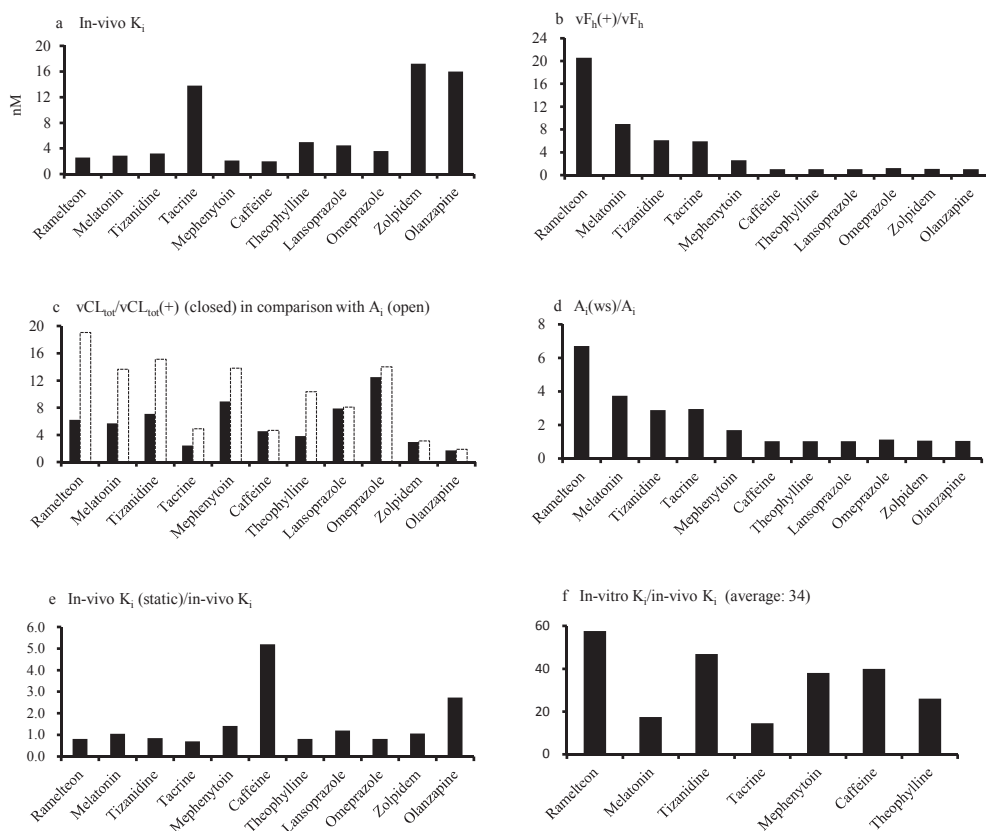 a In-vivo Kᵢ
20
16
12
8
4
0
nM
Ramelteon
Melatonin
Tizanidine
Tacrine
Mephenytoin
Caffeine
Theophylline
Lansoprazole
Omeprazole
Zolpidem
Olanzapine
b vFₕ(+)/vFₕ
24
20
16
12
8
4
0
Ramelteon
Melatonin
Tizanidine
Tacrine
Mephenytoin
Caffeine
Theophylline
Lansoprazole
Omeprazole
Zolpidem
Olanzapine
c vCLtot/vCLtot(+) (closed) in comparison with Aᵢ (open)
20
16
12
8
4
0
Ramelteon
Melatonin
Tizanidine
Tacrine
Mephenytoin
Caffeine
Theophylline
Lansoprazole
Omeprazole
Zolpidem
Olanzapine
d Aᵢ(ws)/Aᵢ
8
6
4
2
0
Ramelteon
Melatonin
Tizanidine
Tacrine
Mephenytoin
Caffeine
Theophylline
Lansoprazole
Omeprazole
Zolpidem
Olanzapine
e In-vivo Kᵢ (static)/in-vivo Kᵢ
6.0
5.0
4.0
3.0
2.0
1.0
0.0
Ramelteon
Melatonin
Tizanidine
Tacrine
Mephenytoin
Caffeine
Theophylline
Lansoprazole
Omeprazole
Zolpidem
Olanzapine
f In-vitro Kᵢ/in-vivo Kᵢ (average: 34)
60
40
20
0
Ramelteon
Melatonin
Tizanidine
Tacrine
Mephenytoin
Caffeine
Theophylline